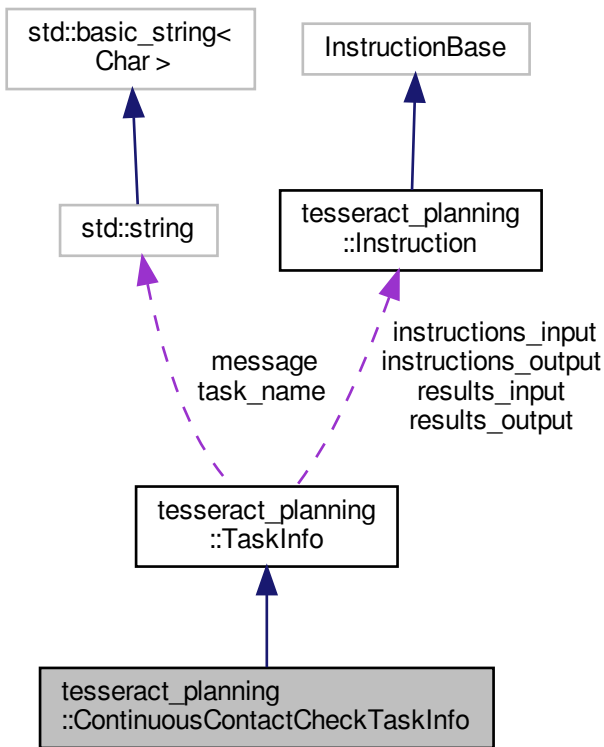 std::basic_string<
Char >
InstructionBase
std::string
tesseract_planning
::Instruction
message
task_name
instructions_input
instructions_output
results_input
results_output
tesseract_planning
::TaskInfo
tesseract_planning
::ContinuousContactCheckTaskInfo